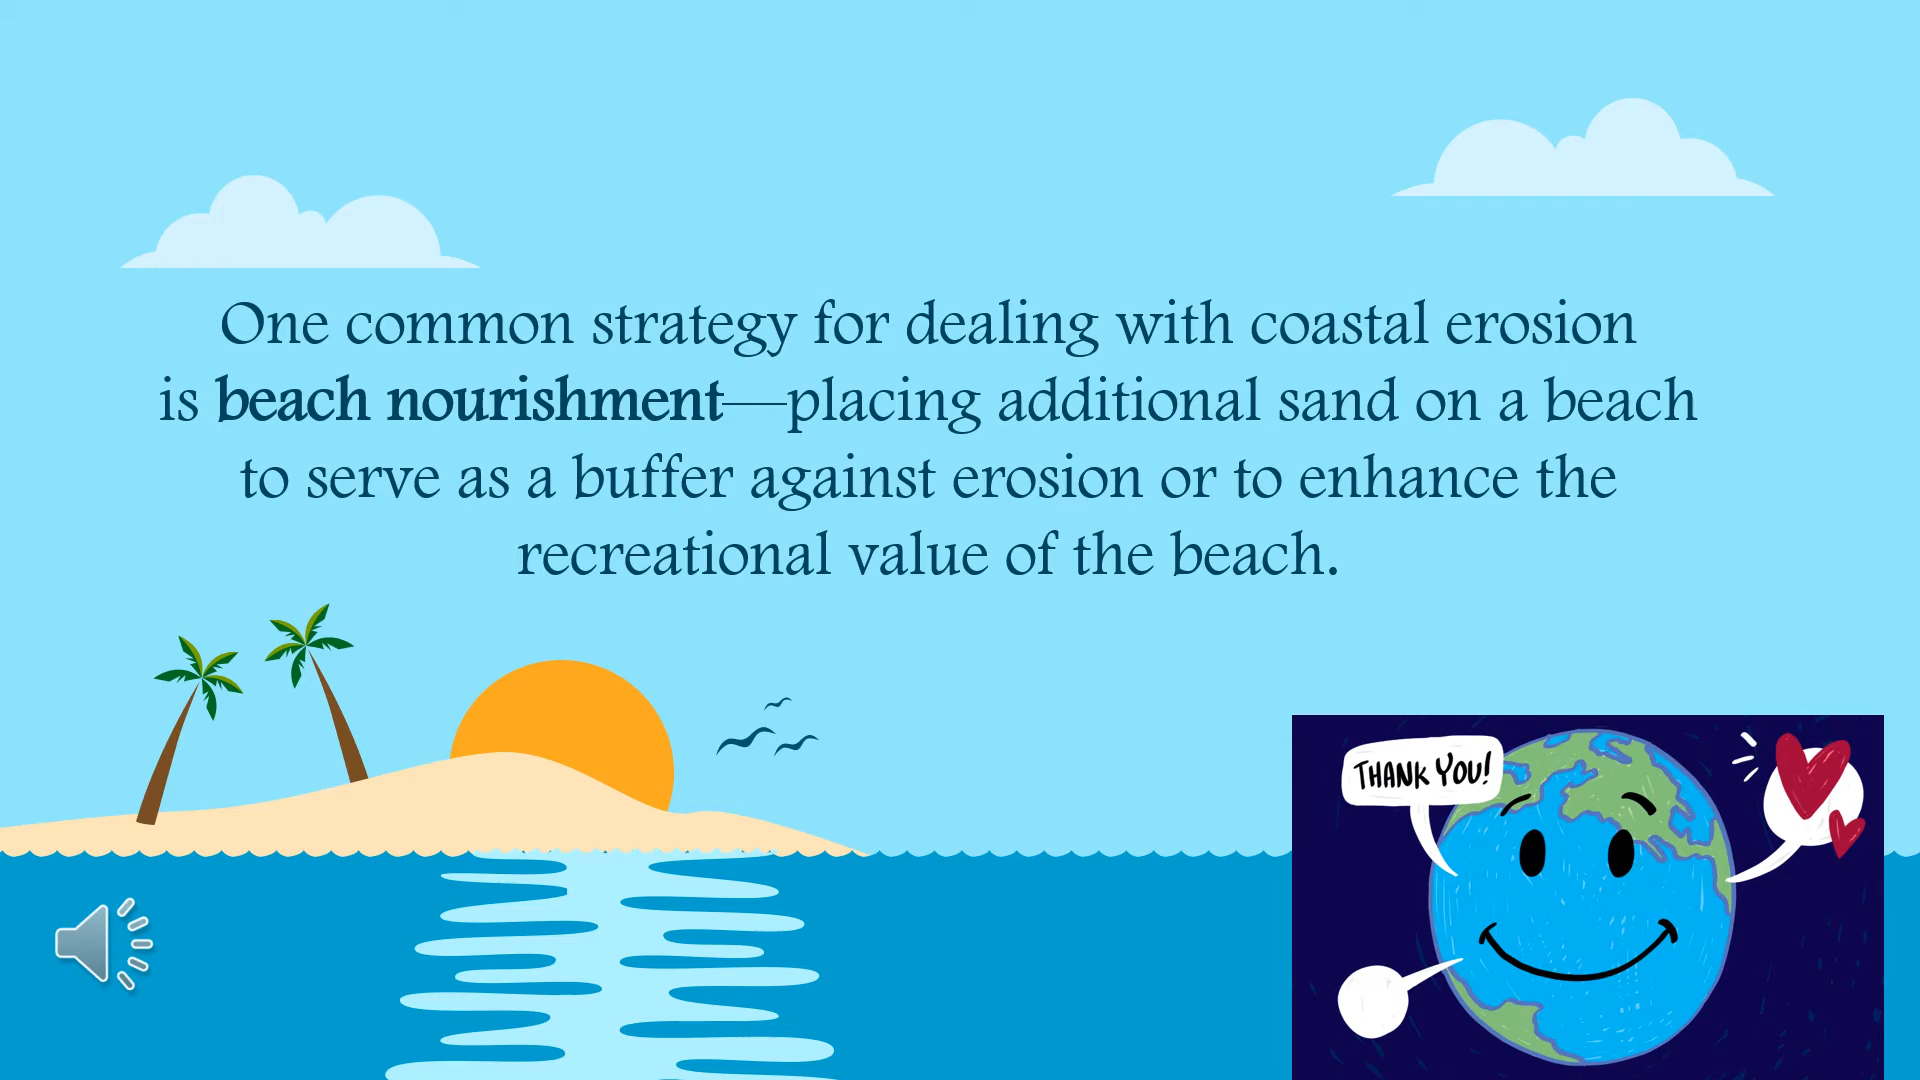 One common strategy for dealing with coastal erosion
is beach nourishment—placing additional sand on a beach
to serve as a buffer against erosion or to enhance the
recreational value of the beach.
THANK YOU!